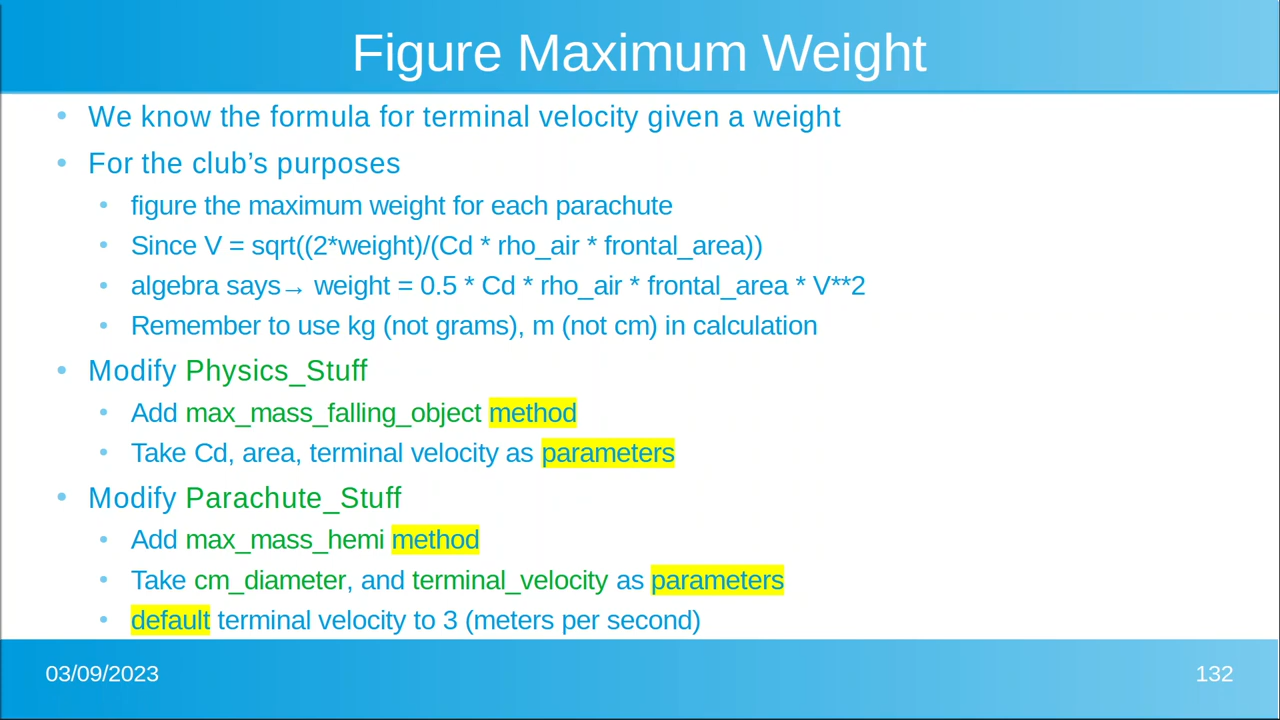 Figure Maximum Weight
• We know the formula for terminal velocity given a weight
• For the club’s purposes
• figure the maximum weight for each parachute
• Since V = sqrt((2*weight)/(Cd * rho_air * frontal_area))
• algebra says→ weight = 0.5 * Cd * rho_air * frontal_area * V**2
• Remember to use kg (not grams), m (not cm) in calculation
• Modify Physics_Stuff
• Add max_mass_falling_object method
• Take Cd, area, terminal velocity as parameters
• Modify Parachute_Stuff
• Add max_mass_hemi method
• Take cm_diameter, and terminal_velocity as parameters
• default terminal velocity to 3 (meters per second)
03/09/2023
132